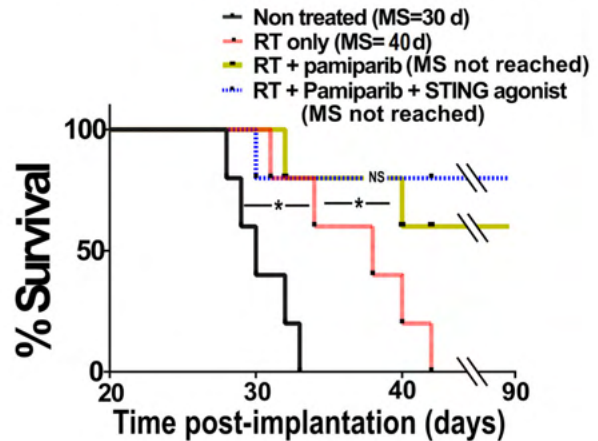 Non treated (MS=30 d)
RT only (MS= 40 d)
RT + pamiparib (MS not reached)
RT + Pamiparib + STING agonist
(MS not reached)
% Survival
100
50
0
NS
*
*
20
30
40
90
Time post-implantation (days)